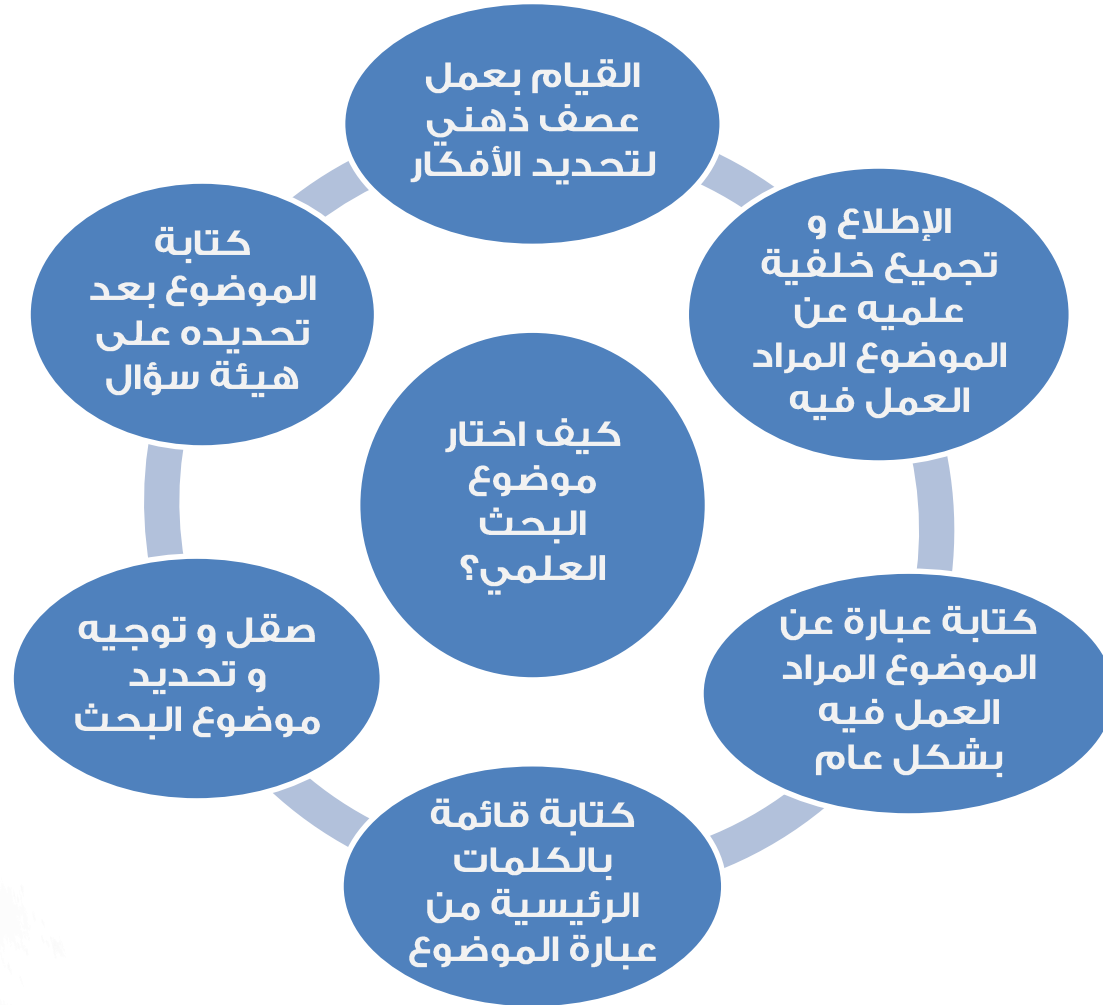 القيام بعمل
عصف ذهني
لتحديد الأفكار
الإطلاع و
تجميع خلفية
علميه عن
الموضوع المراد
العمل فيه
كتابة عبارة عن
الموضوع المراد
العمل فيه
بشكل عام
كتابة قائمة
بالكلمات
الرئيسية من
عبارة الموضوع
صقل و توجيه
و تحديد
موضوع البحث
كتابة
الموضوع بعد
تحديده على
هيئة سؤال
كيف اختار
موضوع
البحث
العلمي؟